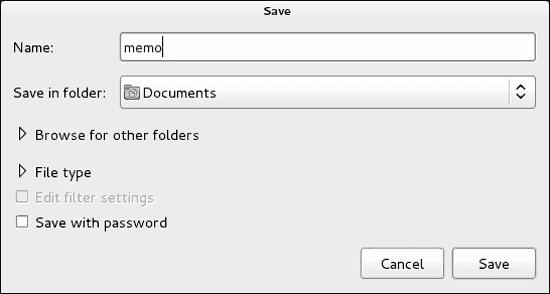 Save
Name: memo
Save in folder: Documents
Browse for other folders
File type
Edit filter settings
Save with password
Cancel Save